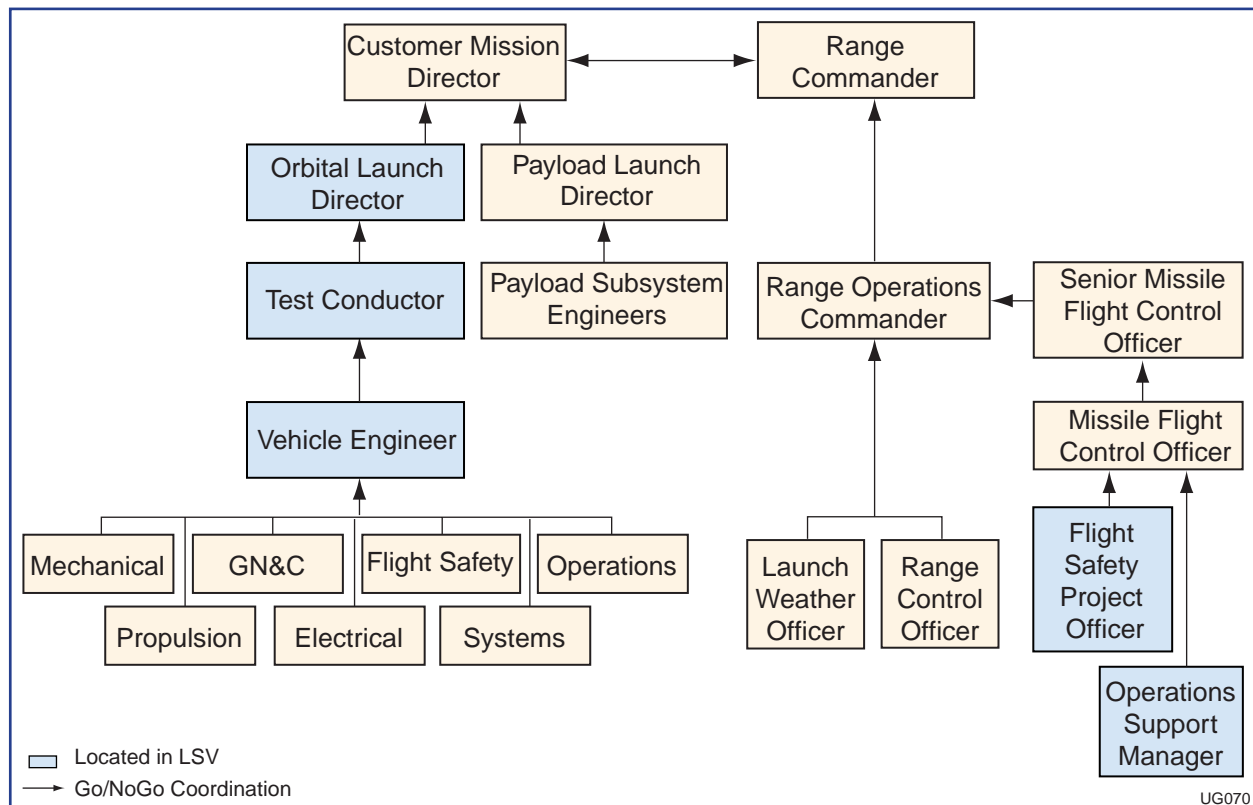 Customer Mission
Director
Range
Commander
Orbital Launch
Director
Payload Launch
Director
Test Conductor
Payload Subsystem
Engineers
Range Operations
Commander
Senior Missile
Flight Control
Officer
Vehicle Engineer
Missile Flight
Control Officer
Mechanical
GN&C
Flight Safety
Operations
Propulsion
Electrical
Systems
Launch
Weather
Officer
Range
Control
Officer
Flight
Safety
Project
Officer
Operations
Support
Manager
Located in LSV
Go/NoGo Coordination
UG070